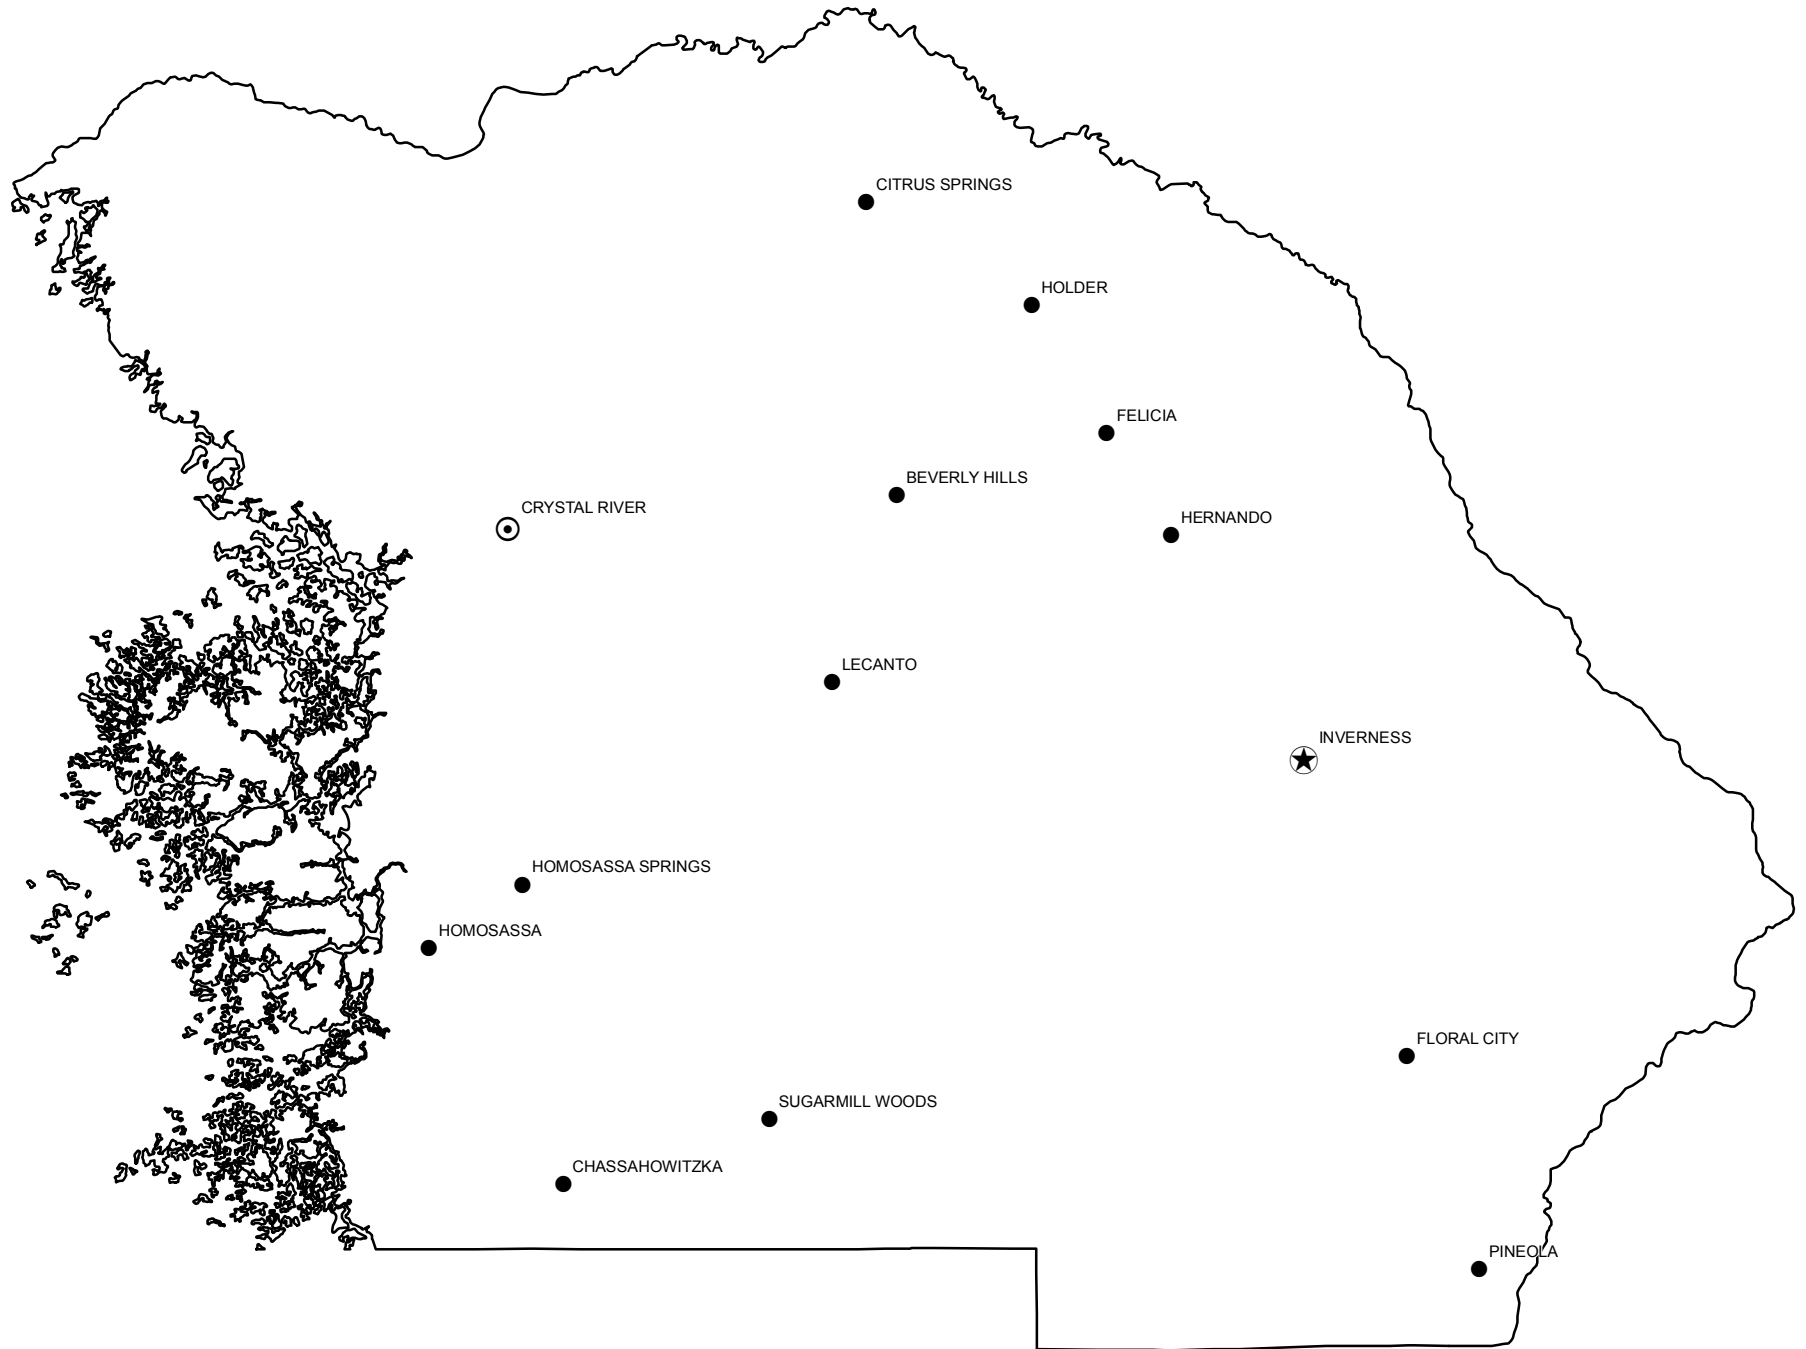 CITRUS SPRINGS
HOLDER
FELICIA
BEVERLY HILLS
CRYSTAL RIVER
HERNANDO
LECANTO
INVERNESS
HOMOSASSA SPRINGS
HOMOSASSA
FLORAL CITY
SUGARMILL WOODS
CHASSAHOWITZKA
PINEOLA